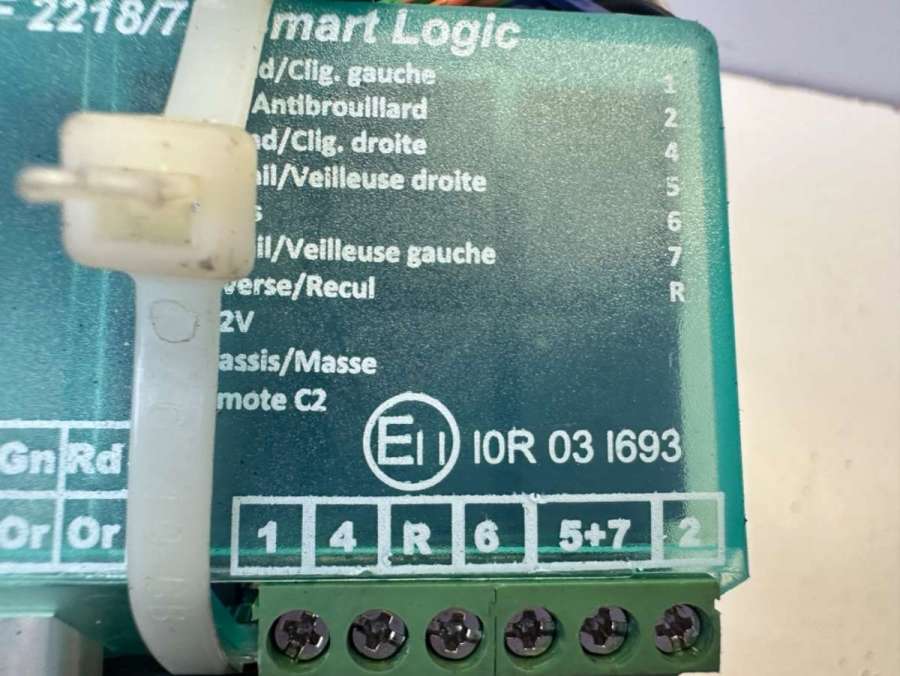 2218/7 mart Logic
d/Clig. gauche 1
Antibrouillard 2
nd/Clig. droite 4
ail/Veilleuse droite 5
s 6
il/Veilleuse gauche 7
verse/Recul R
2V
assis/Masse
mote C2
E11 10R 03 1693
Gn Rd
Or Or
1 4 R 6 5+7 2